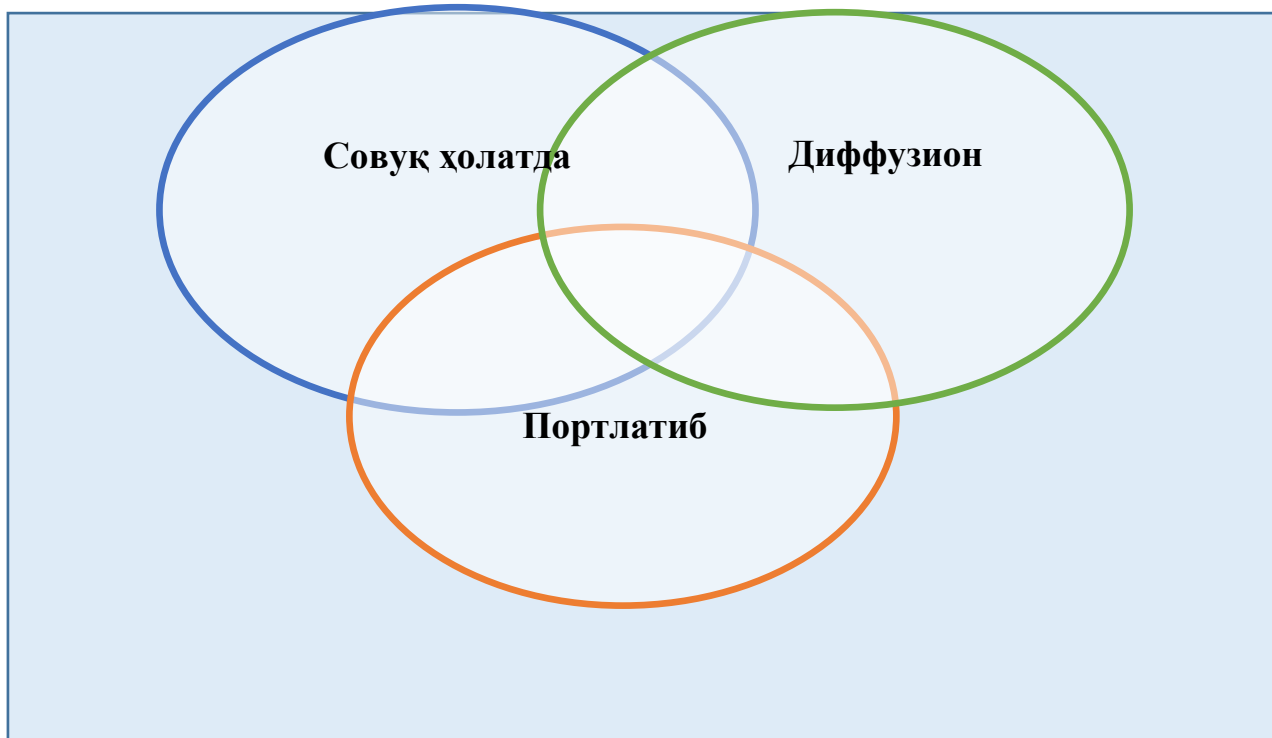 Совуқ ҳолатда
Диффузион
Портлатиб